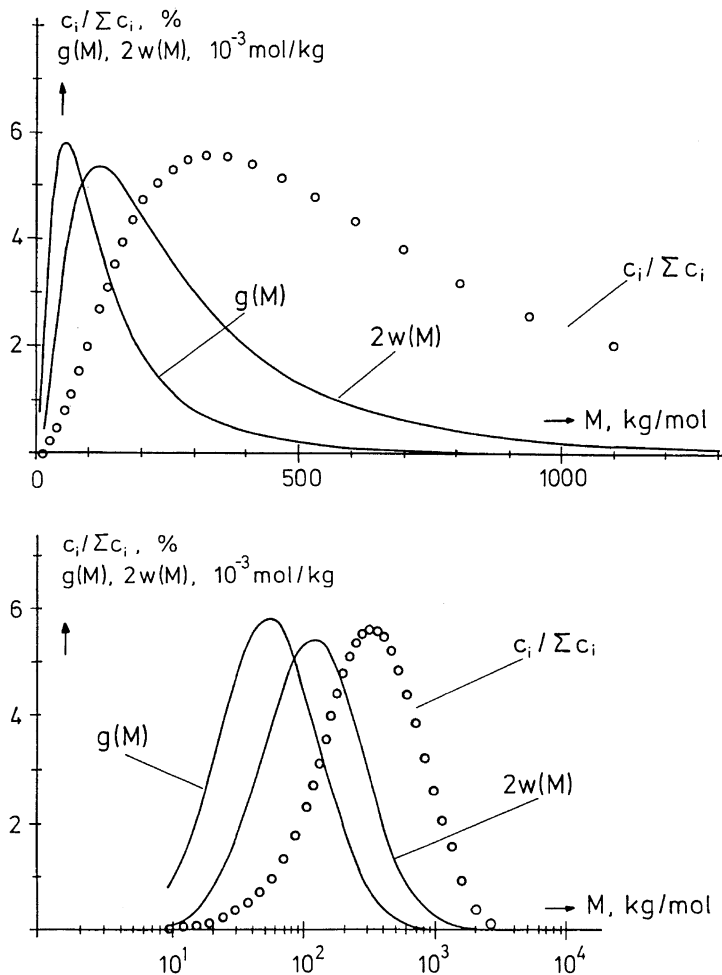 cᵢ/Σcᵢ, %
g(M), 2w(M), 10⁻³mol/kg
6
4
2
0
g(M)
2w(M)
cᵢ/Σcᵢ
M, kg/mol
500
1000
cᵢ/Σcᵢ, %
g(M), 2w(M), 10⁻³mol/kg
6
4
2
g(M)
cᵢ/Σcᵢ
2w(M)
M, kg/mol
10¹
10²
10³
10⁴